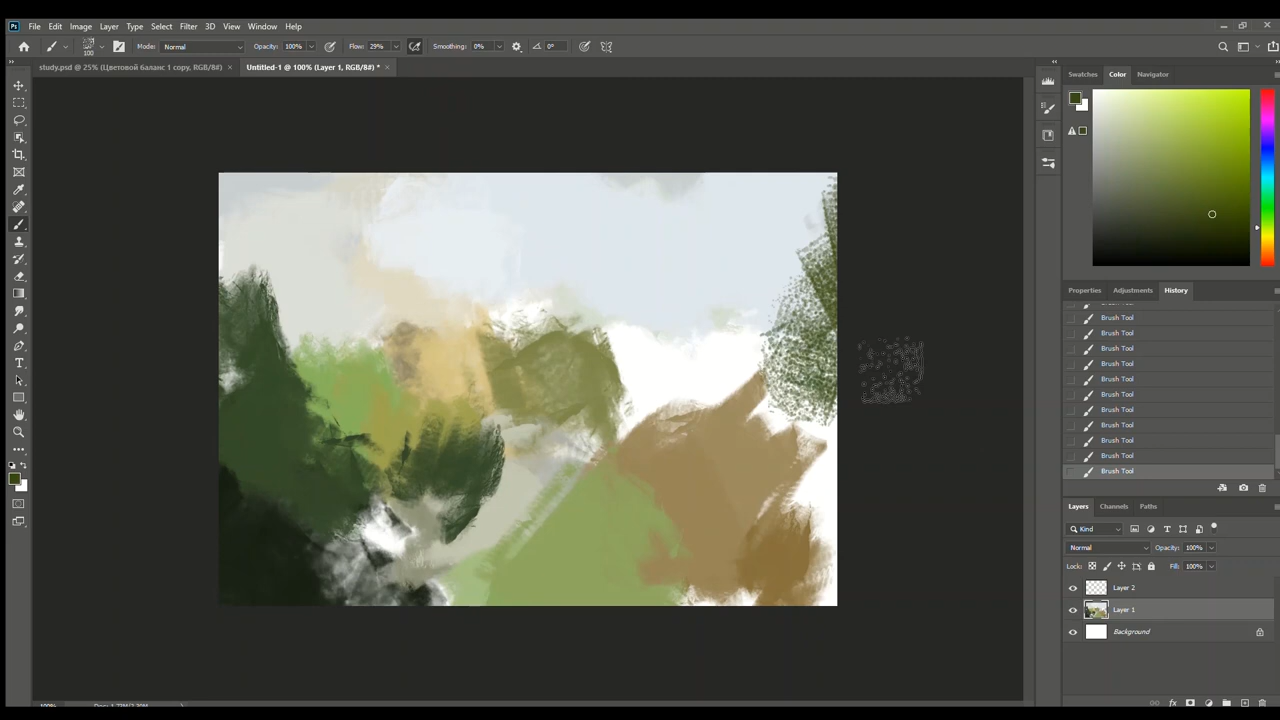 Ps File Edit Image Layer Type Select Filter 3D View Window Help
100 Mode: Normal Opacity: 100% Flow: 29% Smoothing: 0% 0°
study.psd @ 25% (Цветовой баланс 1 copy, RGB/8#) × Untitled-1 @ 100% (Layer 1, RGB/8#) * ×
Swatches Color Navigator
Properties Adjustments History
Brush Tool
Brush Tool
Brush Tool
Brush Tool
Brush Tool
Brush Tool
Brush Tool
Brush Tool
Brush Tool
Brush Tool
Brush Tool
Layers Channels Paths
Kind
Normal Opacity: 100%
Lock: Fill: 100%
Layer 2
Layer 1
Background